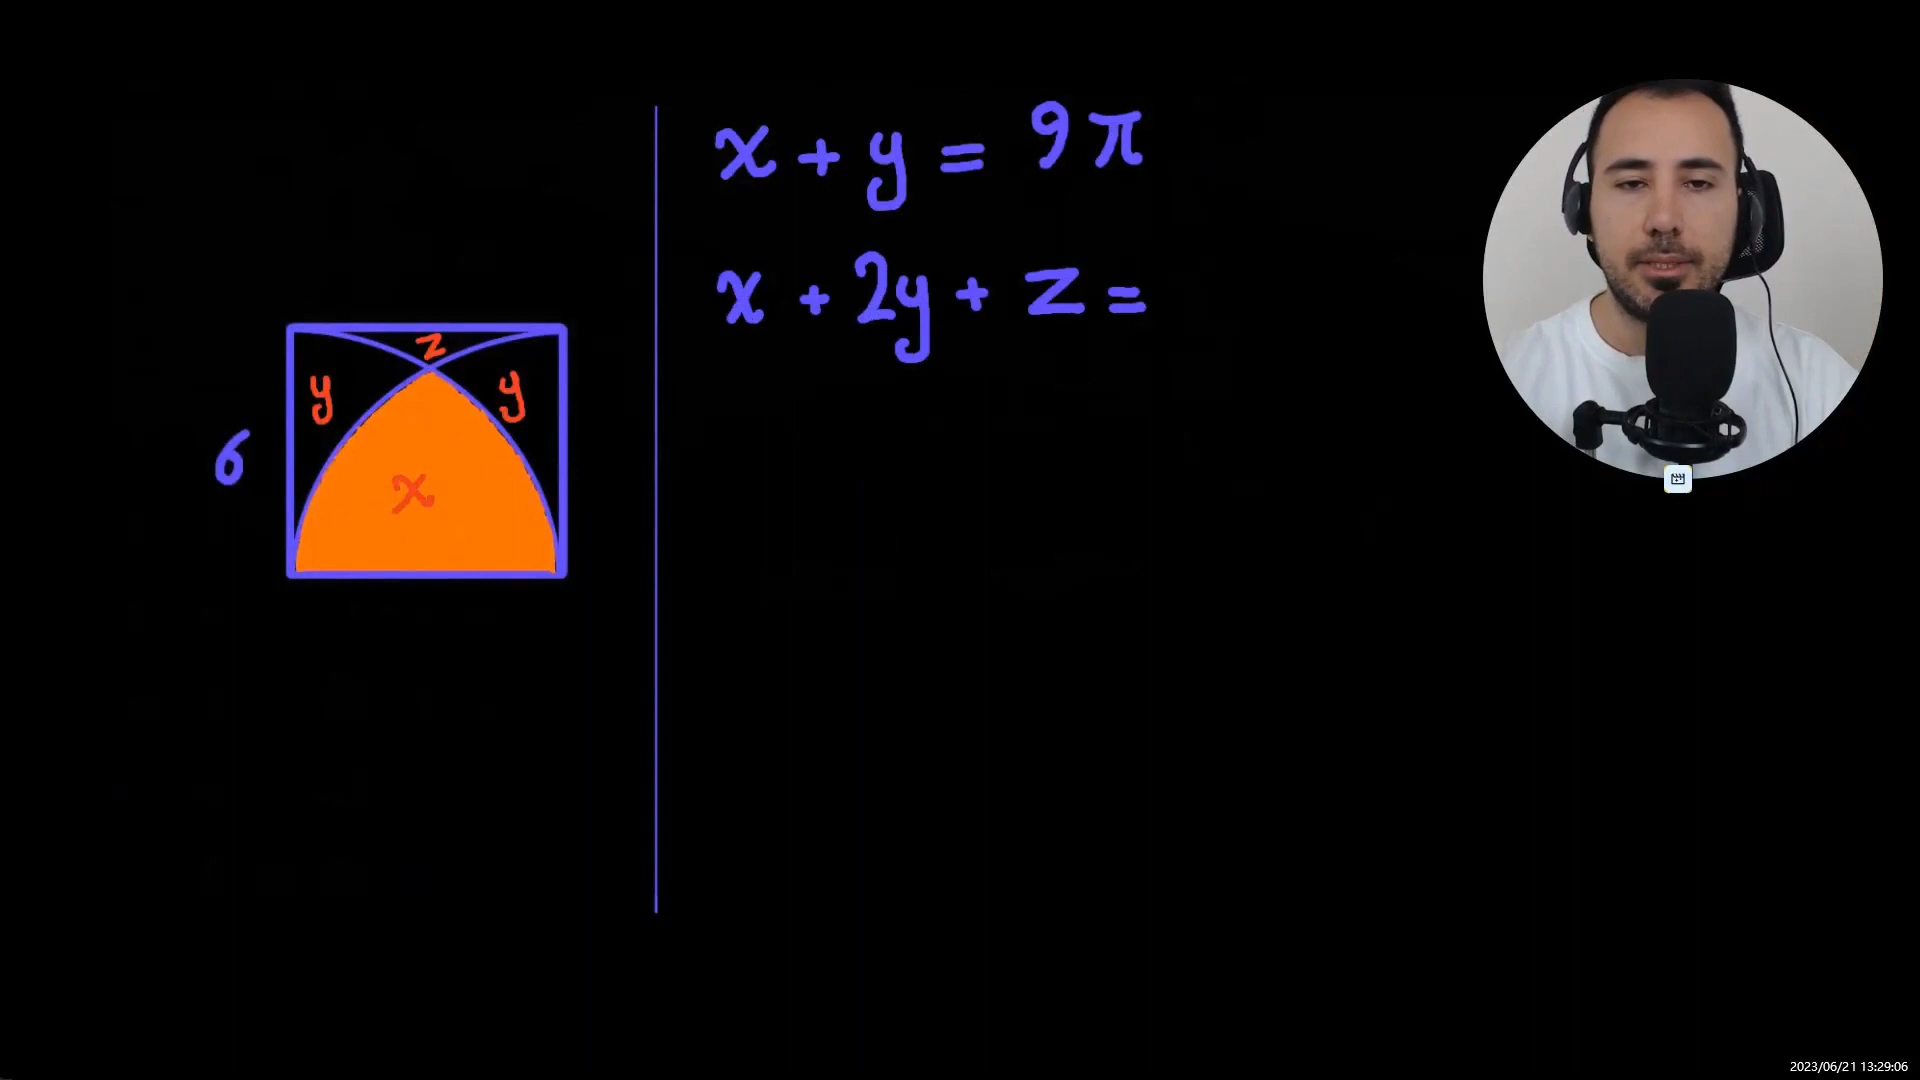 x + y = 9π
x + 2y + z =
z
y y
6
x
2023/06/21 13:29:06